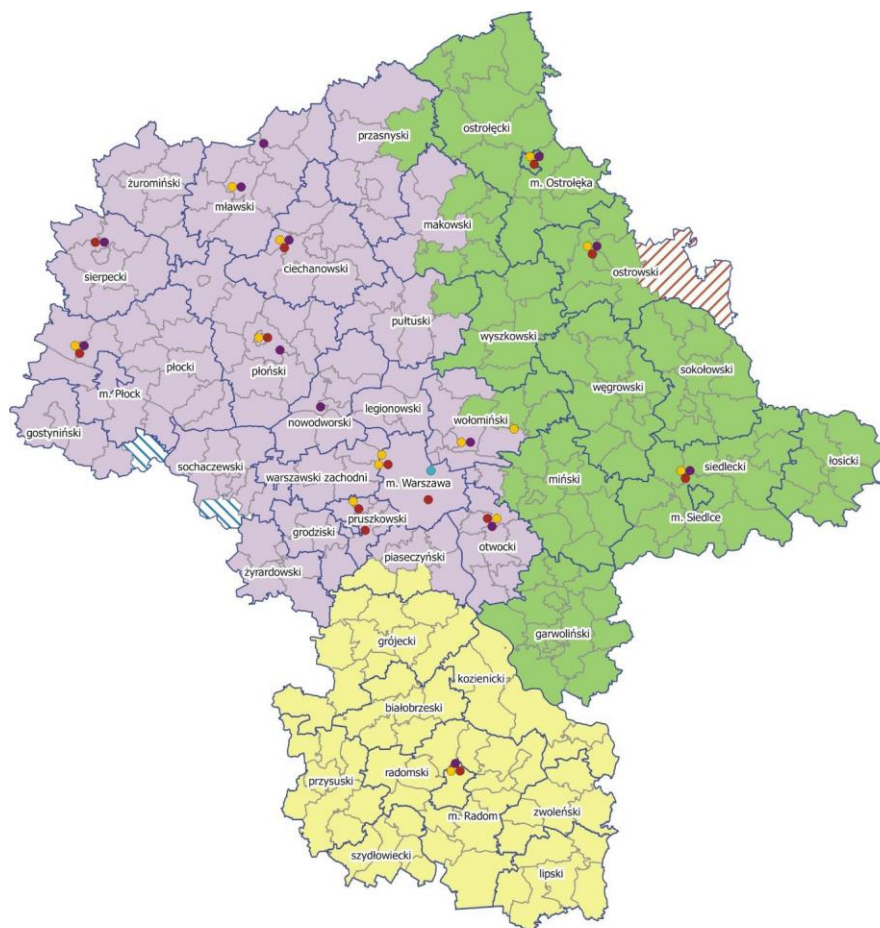 przasnyski
ostrołęcki
żuromiński
m. Ostrołęka
mławski
makowski
ciechanowski
sierpecki
ostrowski
pułtuski
wyszkowski
płocki
płoński
węgrowski
sokołowski
m. Płock
legionowski
nowodworski
wołomiński
gostyniński
sochaczewski
siedlecki
łosicki
warszawski zachodni
m. Warszawa
miński
pruszkowski
m. Siedlce
grodziski
otwocki
piaseczyński
żyrardowski
garwoliński
grójecki
kozienicki
białobrzeski
radomski
przysuski
zwoleński
m. Radom
szydłowiecki
lipski